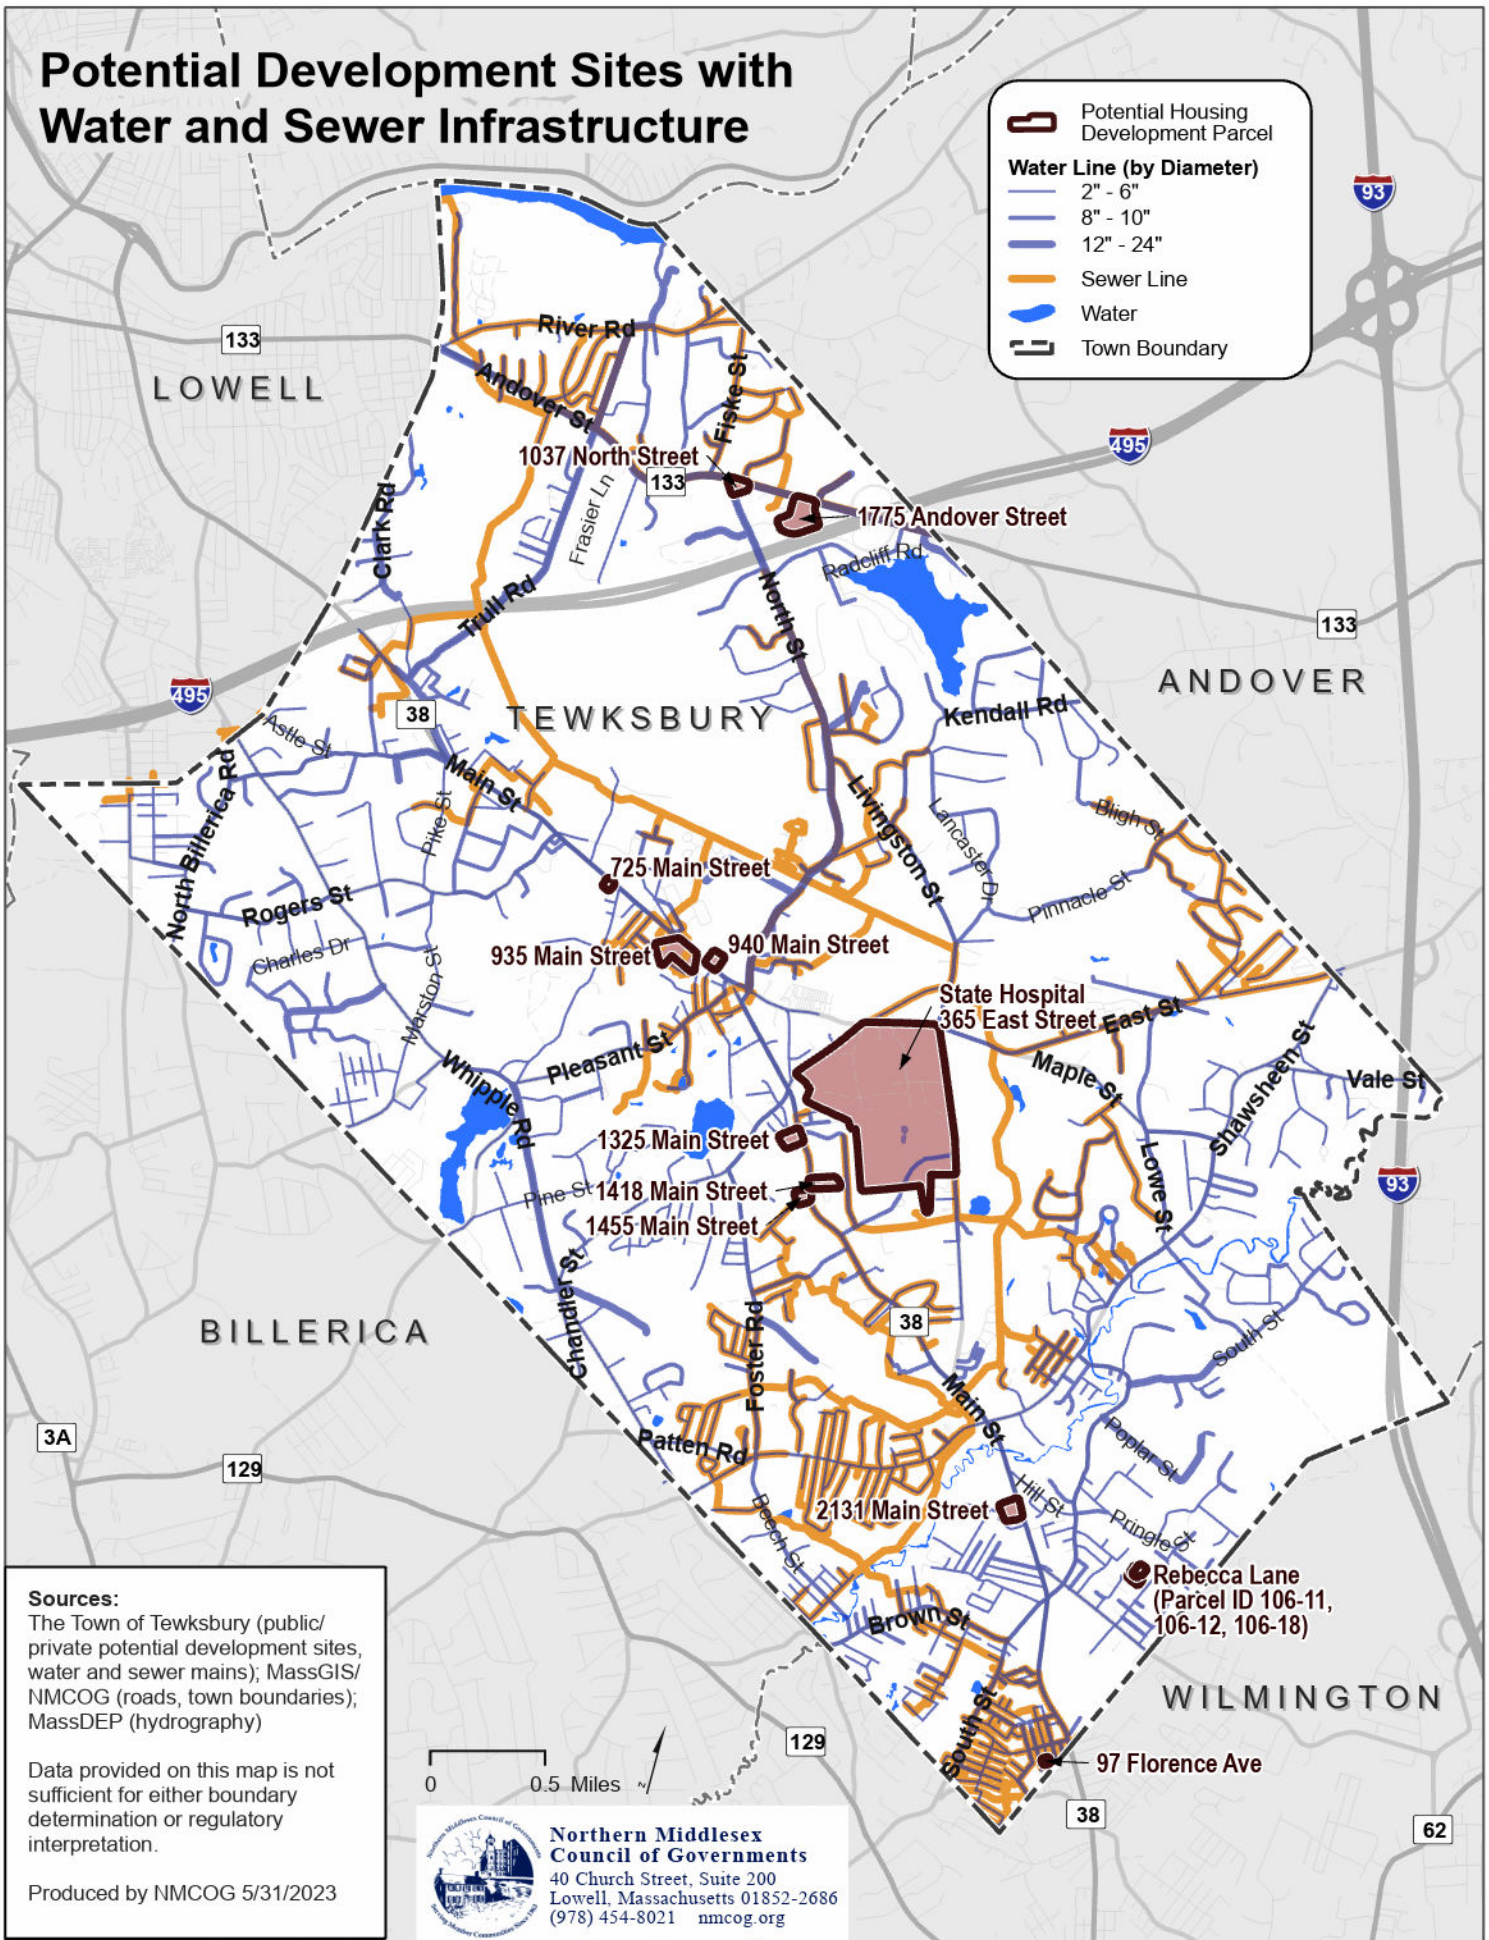 Potential Development Sites with
Water and Sewer Infrastructure
Potential Housing
Development Parcel
Water Line (by Diameter)
2" - 6"
8" - 10"
12" - 24"
Sewer Line
Water
Town Boundary
93
133
LOWELL
River Rd
Andover St
Fiske St
495
1037 North Street
133
Clark Rd
Frasier Ln
1775 Andover Street
Radcliff Rd
Trull Rd
North St
133
ANDOVER
495
38
TEWKSBURY
Kendall Rd
Astle St
North Billerica Rd
Main St
Pike St
Livingston St
Lancaster Dr
Bligh St
725 Main Street
Rogers St
Pinnacle St
Charles Dr
935 Main Street
940 Main Street
Marston St
State Hospital
365 East Street
East St
Whipple Rd
Pleasant St
Maple St
Shawsheen St
Vale St
1325 Main Street
Lowe St
93
Pine St
1418 Main Street
1455 Main Street
Chandler St
BILLERICA
Foster Rd
38
South St
Main St
3A
129
Patten Rd
Poplar St
Beech St
2131 Main Street
Hill St
Pringle St
Rebecca Lane
(Parcel ID 106-11,
106-12, 106-18)
Brown St
WILMINGTON
South St
129
97 Florence Ave
38
62
Sources:
The Town of Tewksbury (public/
private potential development sites,
water and sewer mains); MassGIS/
NMCOG (roads, town boundaries);
MassDEP (hydrography)
Data provided on this map is not
sufficient for either boundary
determination or regulatory
interpretation.
Produced by NMCOG 5/31/2023
0 0.5 Miles
z
Northern Middlesex Council of Governments
Serving Member Communities Since 1963
Northern Middlesex
Council of Governments
40 Church Street, Suite 200
Lowell, Massachusetts 01852-2686
(978) 454-8021 nmcog.org